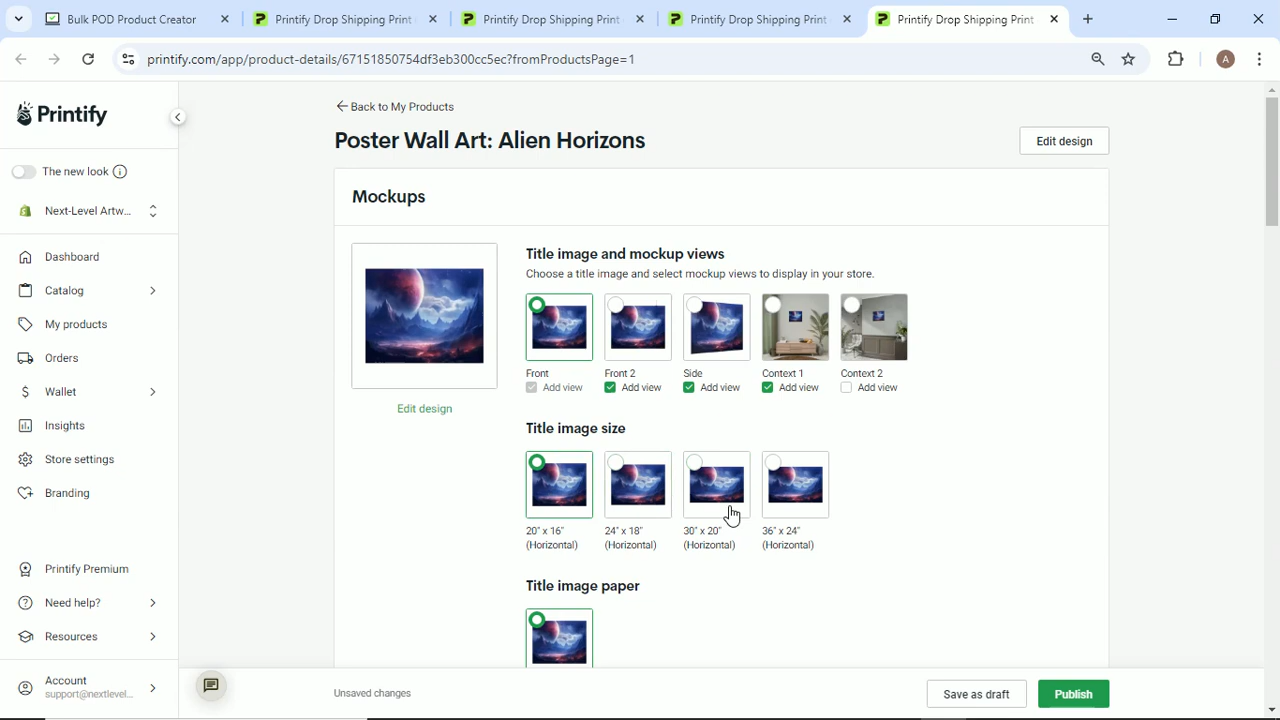 Bulk POD Product Creator
Printify Drop Shipping Print
Printify Drop Shipping Print
Printify Drop Shipping Print
Printify Drop Shipping Print
printify.com/app/product-details/67151850754df3eb300cc5ec?fromProductsPage=1
A
Printify
The new look
Next-Level Artw...
Dashboard
Catalog
My products
Orders
Wallet
Insights
Store settings
Branding
Printify Premium
Need help?
Resources
Account
support@nextlevel...
Back to My Products
Poster Wall Art: Alien Horizons
Edit design
Mockups
Edit design
Title image and mockup views
Choose a title image and select mockup views to display in your store.
Front
Add view
Front 2
Add view
Side
Add view
Context 1
Add view
Context 2
Add view
Title image size
20" x 16"
(Horizontal)
24" x 18"
(Horizontal)
30" x 20"
(Horizontal)
36" x 24"
(Horizontal)
Title image paper
Unsaved changes
Save as draft
Publish